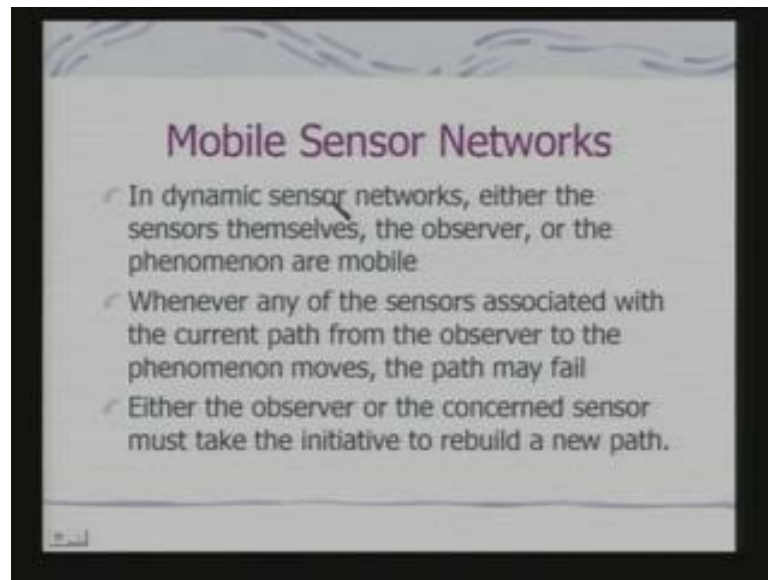 Mobile Sensor Networks
In dynamic sensor networks, either the
sensors themselves, the observer, or the
phenomenon are mobile
Whenever any of the sensors associated with
the current path from the observer to the
phenomenon moves, the path may fail
Either the observer or the concerned sensor
must take the initiative to rebuild a new path.